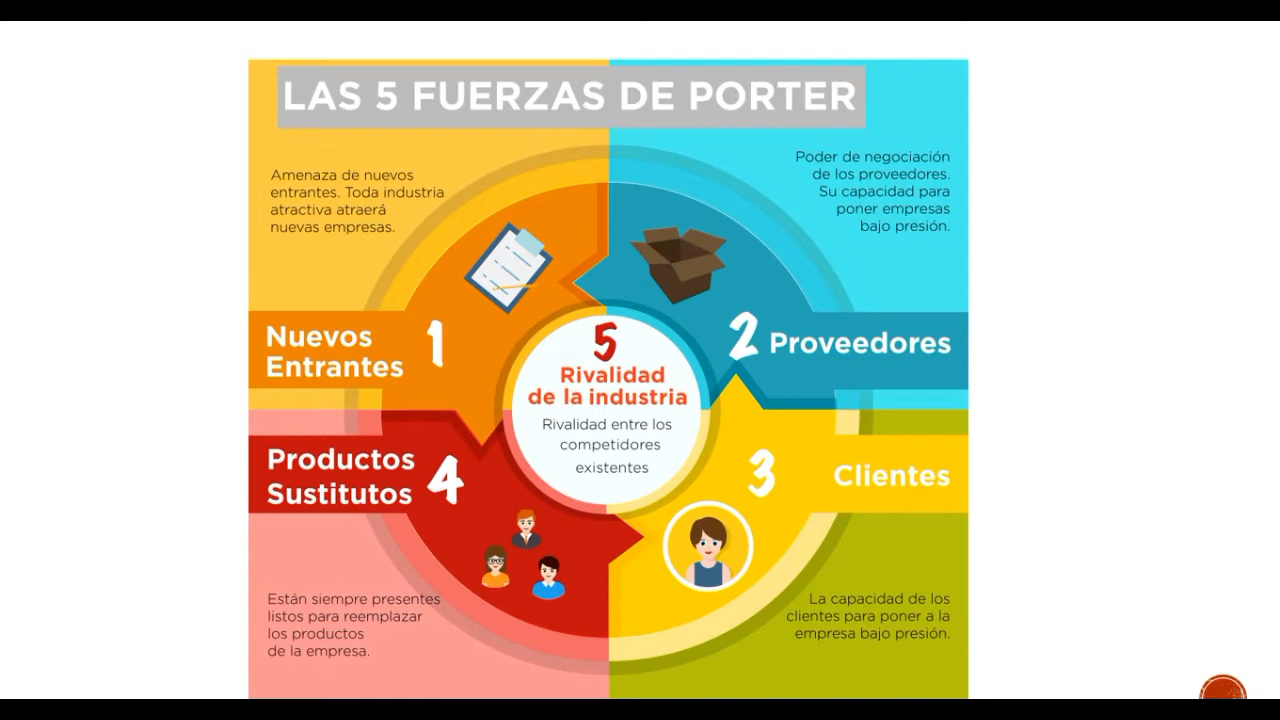 LAS 5 FUERZAS DE PORTER
Amenaza de nuevos
entrantes. Toda industria
atractiva atraerá
nuevas empresas.
Poder de negociación
de los proveedores.
Su capacidad para
poner empresas
bajo presión.
Nuevos
Entrantes
1
2
Proveedores
5
Rivalidad
de la industria
Rivalidad entre los
competidores
existentes
Productos
Sustitutos
4
3
Clientes
Están siempre presentes
listos para reemplazar
los productos
de la empresa.
La capacidad de los
clientes para poner a la
empresa bajo presión.